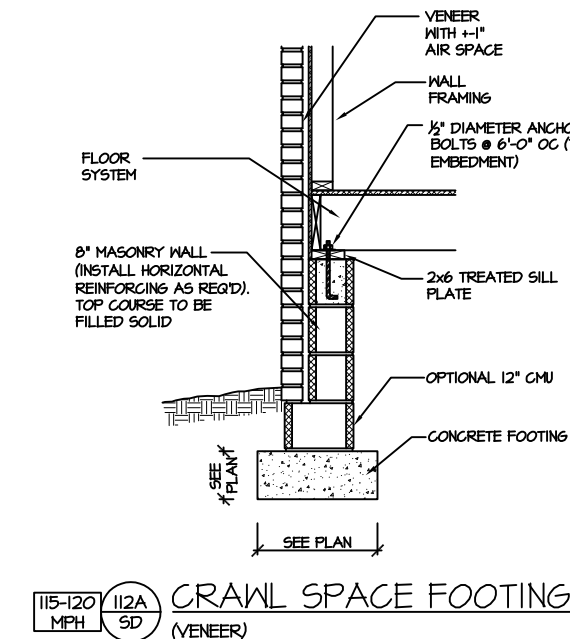 VENEER
WITH +-1"
AIR SPACE
WALL
FRAMING
½" DIAMETER
BOLTS @ 6'-0" OC
EMBEDMENT)
FLOOR
SYSTEM
8" MASONRY WALL
(INSTALL HORIZONTAL
REINFORCING AS REQ'D).
TOP COURSE TO BE
FILLED SOLID
2x6 TREATED SILL
PLATE
OPTIONAL 12" CMU
CONCRETE FOOTING
SEE
PLAN
SEE PLAN
115-120
MPH
112A
SD
CRAWL SPACE FOOTING
(VENEER)